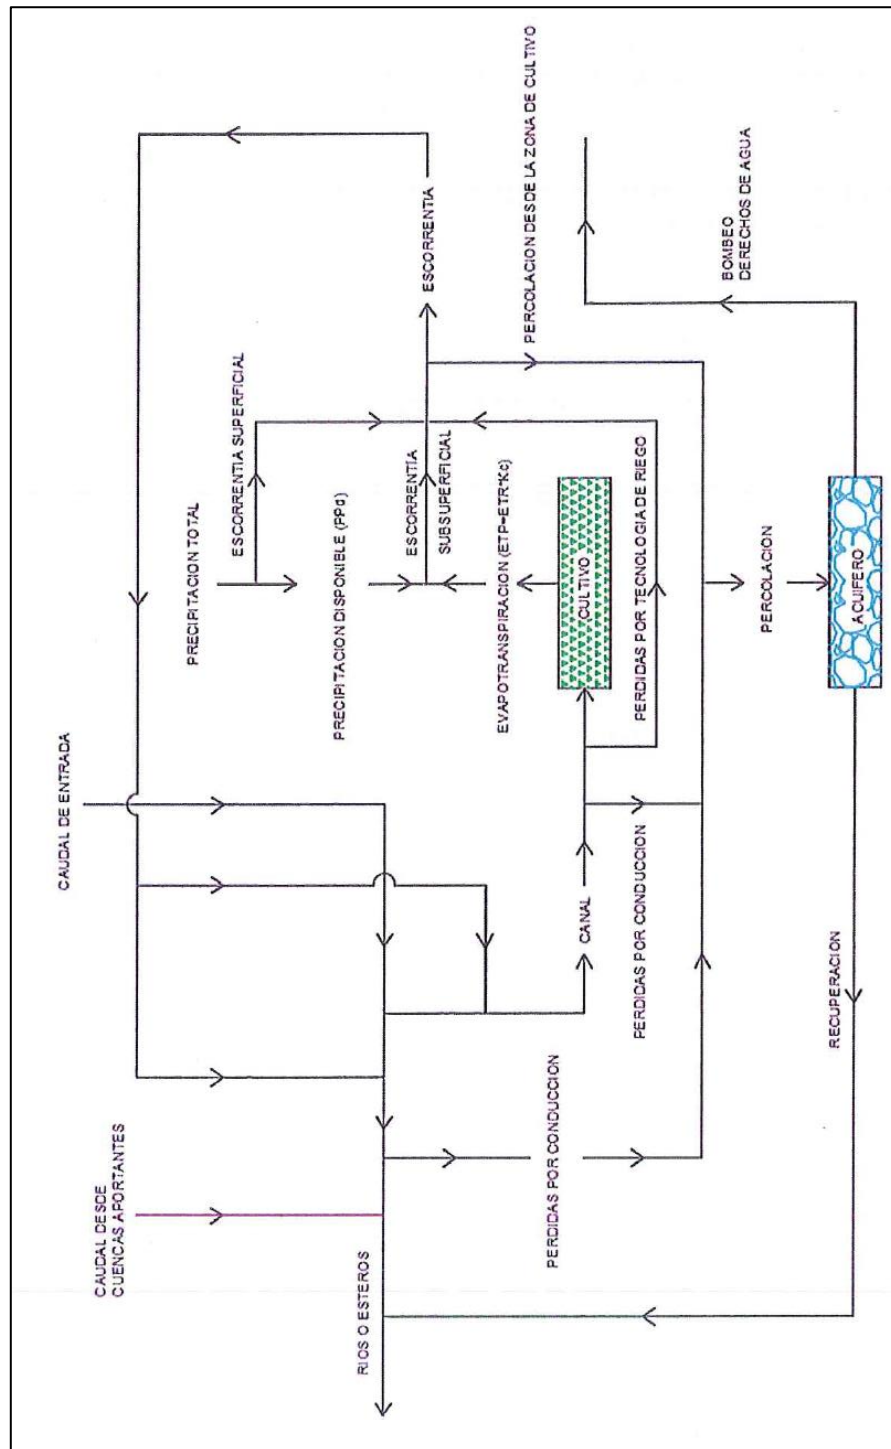 CAUDAL DE ENTRADA
PRECIPITACION TOTAL
ESCORRENTIA SUPERFICIAL
CAUDAL DESDE
CUENCAS APORTANTES
PRECIPITACION DISPONIBLE (PPd)
ESCORRENTIA
SUBSUPERFICIAL
ESCORRENTIA
RIOS O ESTEROS
EVAPOTRANSPIRACION (ETP=ETR*Kc)
PERCOLACION DESDE LA ZONA DE CULTIVO
CANAL
CULTIVO
PERDIDAS POR CONDUCCION
PERDIDAS POR CONDUCCION
PERDIDAS POR TECNOLOGIA DE RIEGO
BOMBEO
DERECHOS DE AGUA
PERCOLACION
RECUPERACION
ACUIFERO